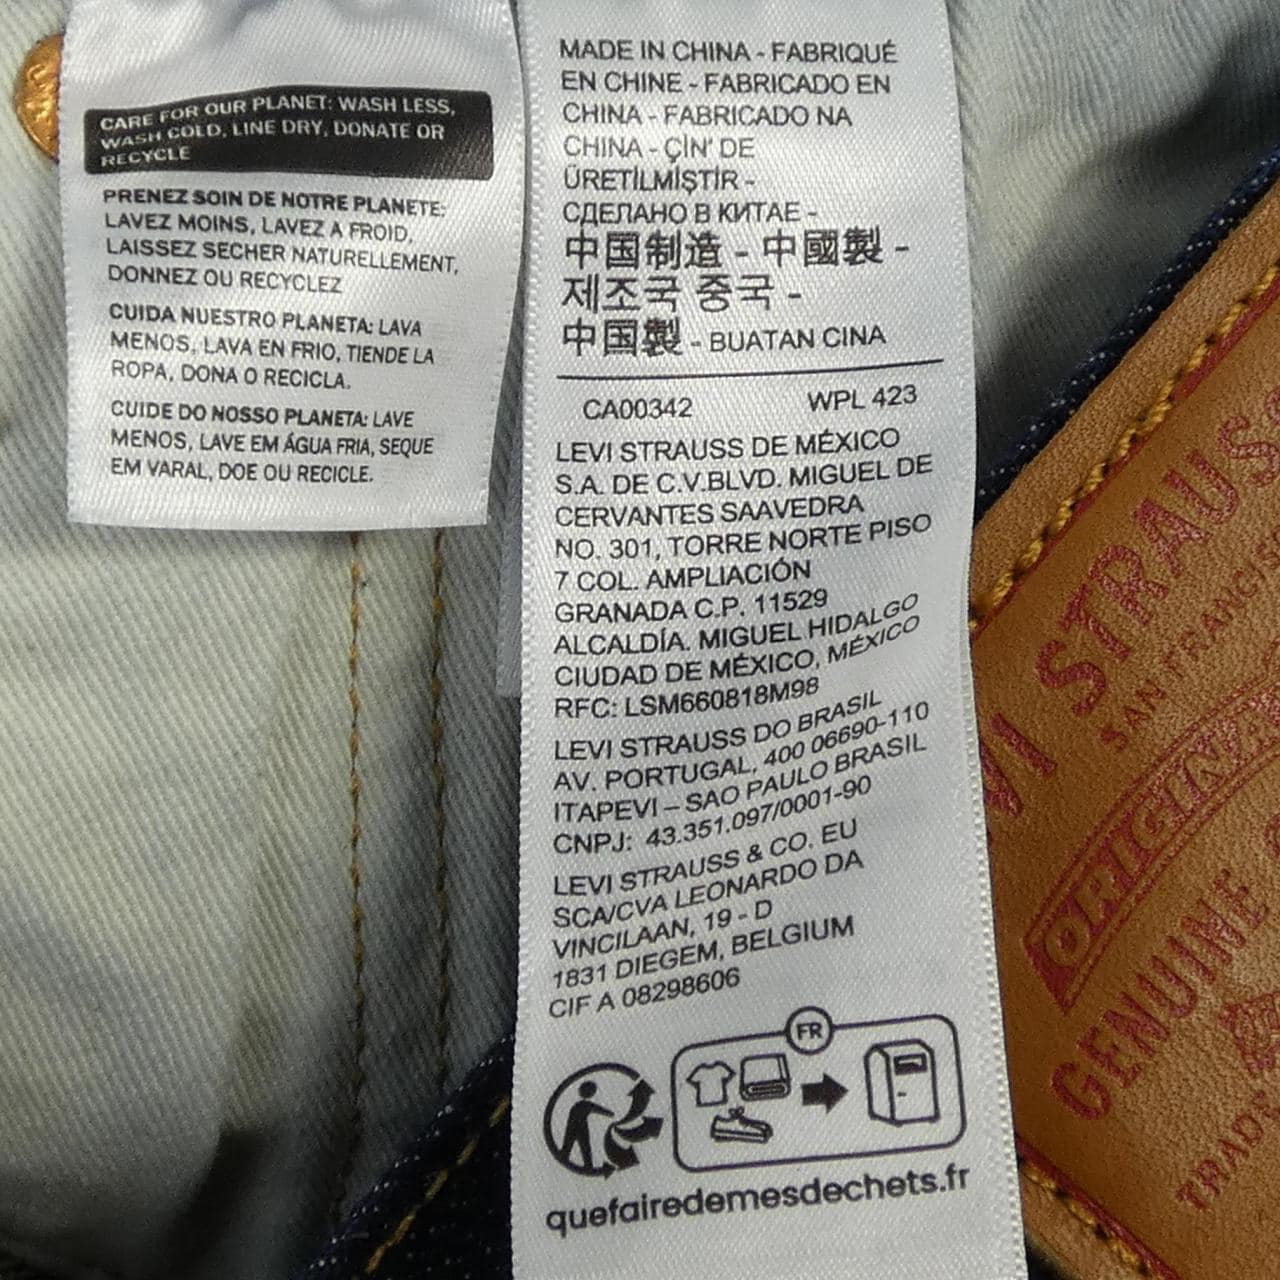 CARE FOR OUR PLANET: WASH LESS,
WASH COLD, LINE DRY, DONATE OR
RECYCLE
PRENEZ SOIN DE NOTRE PLANETE:
LAVEZ MOINS, LAVEZ A FROID,
LAISSEZ SECHER NATURELLEMENT,
DONNEZ OU RECYCLEZ
CUIDA NUESTRO PLANETA: LAVA
MENOS, LAVA EN FRIO, TIENDE LA
ROPA, DONA O RECICLA.
CUIDE DO NOSSO PLANETA: LAVE
MENOS, LAVE EM ÁGUA FRIA, SEQUE
EM VARAL, DOE OU RECICLE.
MADE IN CHINA - FABRIQUÉ
EN CHINE - FABRICADO EN
CHINA - FABRICADO NA
CHINA - ÇİN' DE
ÜRETİLMİŞTİR -
СДЕЛАНО В КИТАЕ -
中国制造 - 中國製 -
제조국 중국 -
中国製 - BUATAN CINA
CA00342 WPL 423
LEVI STRAUSS DE MÉXICO
S.A. DE C.V.BLVD. MIGUEL DE
CERVANTES SAAVEDRA
NO. 301, TORRE NORTE PISO
7 COL. AMPLIACIÓN
GRANADA C.P. 11529
ALCALDÍA. MIGUEL HIDALGO
CIUDAD DE MÉXICO, MÉXICO
RFC: LSM660818M98
LEVI STRAUSS DO BRASIL
AV. PORTUGAL, 400 06690-110
ITAPEVI – SAO PAULO BRASIL
CNPJ: 43.351.097/0001-90
LEVI STRAUSS & CO. EU
SCA/CVA LEONARDO DA
VINCILAAN, 19 - D
1831 DIEGEM, BELGIUM
CIF A 08298606
FR
quefairedemesdechets.fr
VI STRAUSS
SAN FRANCISCO
ORIGINAL
GENUINE
TRADE